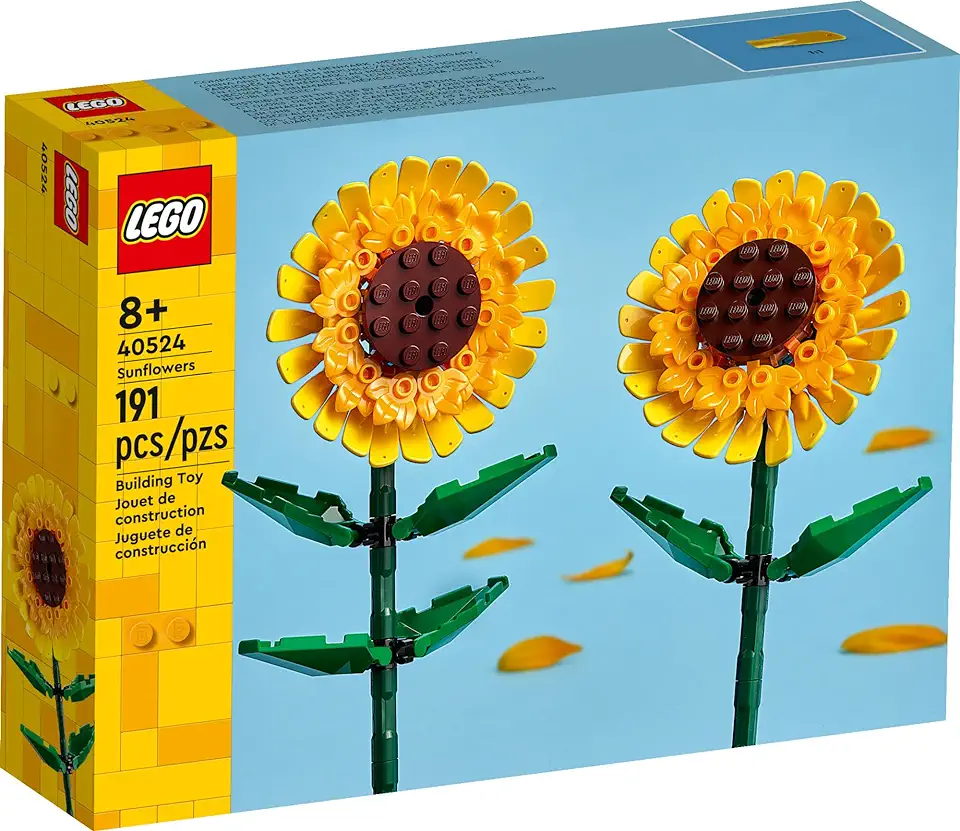 LEGO
40524
40524
LEGO
LEGO
8+
40524
Sunflowers
191
pcs/pzs
Building Toy
Jouet de
construction
Juguete de
construcción
1:1